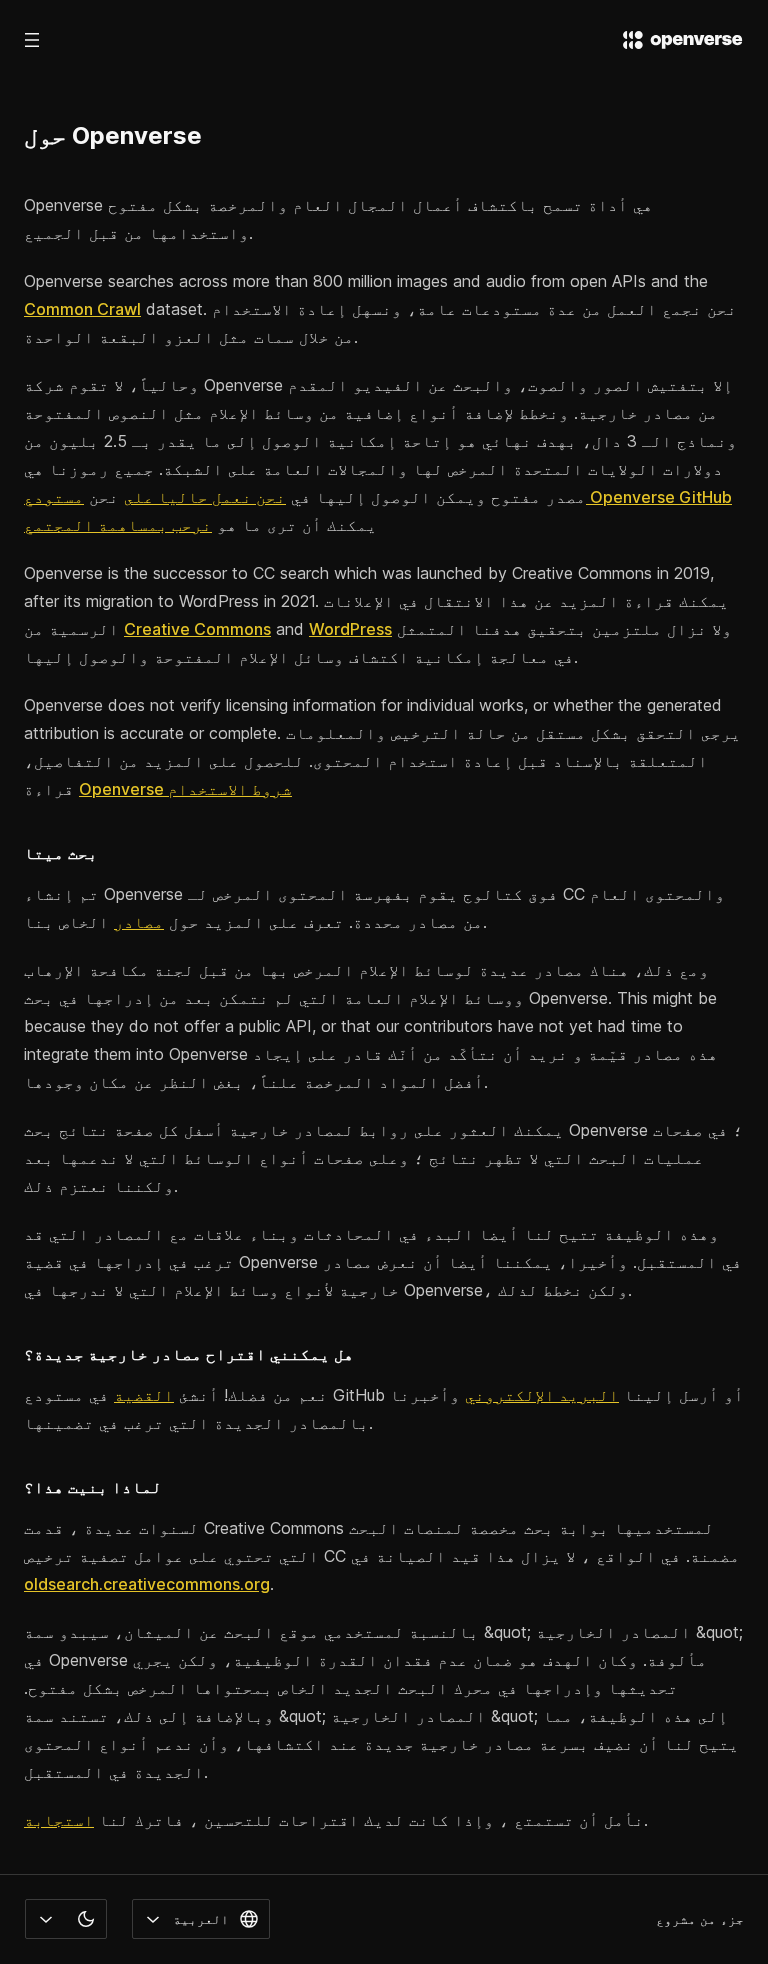 openverse
حول Openverse
Openverse هي أداة تسمح باكتشاف أعمال المجال العام والمرخصة بشكل مفتوح
واستخدامها من قبل الجميع.
Openverse searches across more than 800 million images and audio from open APIs and the
Common Crawl dataset. نحن نجمع العمل من عدة مستودعات عامة، ونسهل إعادة الاستخدام
من خلال سمات مثل العزو البقعة الواحدة.
وحالياً، لا تقوم شركة Openverse إلا بتفتيش الصور والصوت، والبحث عن الفيديو المقدم
من مصادر خارجية. ونخطط لإضافة أنواع إضافية من وسائط الإعلام مثل النصوص المفتوحة
ونماذج الـ 3 دال، بهدف نهائي هو إتاحة إمكانية الوصول إلى ما يقدر بـ 2.5 بليون من
دولارات الولايات المتحدة المرخص لها والمجالات العامة على الشبكة. جميع رموزنا هي
مصدر مفتوح ويمكن الوصول إليها في نحن نعمل حاليا على نحن مستودع Openverse GitHub
يمكنك أن ترى ما هو نرحب بمساهمة المجتمع
Openverse is the successor to CC search which was launched by Creative Commons in 2019,
after its migration to WordPress in 2021. يمكنك قراءة المزيد عن هذا الانتقال في الإعلانات
الرسمية من Creative Commons and WordPress ولا نزال ملتزمين بتحقيق هدفنا المتمثل
في معالجة إمكانية اكتشاف وسائل الإعلام المفتوحة والوصول إليها.
Openverse does not verify licensing information for individual works, or whether the generated
attribution is accurate or complete. يرجى التحقق بشكل مستقل من حالة الترخيص والمعلومات
المتعلقة بالإسناد قبل إعادة استخدام المحتوى. للحصول على المزيد من التفاصيل،
قراءة Openverse شروط الاستخدام
بحث ميتا
تم إنشاء Openverse فوق كتالوج يقوم بفهرسة المحتوى المرخص لـ CC والمحتوى العام
من مصادر محددة. تعرف على المزيد حول مصادر الخاص بنا.
ومع ذلك، هناك مصادر عديدة لوسائط الإعلام المرخص بها من قبل لجنة مكافحة الإرهاب
ووسائط الإعلام العامة التي لم نتمكن بعد من إدراجها في بحث Openverse. This might be
because they do not offer a public API, or that our contributors have not yet had time to
integrate them into Openverse هذه مصادر قيّمة و نريد أن نتأكّد من أنّك قادر على إيجاد
أفضل المواد المرخصة علناً، بغض النظر عن مكان وجودها.
يمكنك العثور على روابط لمصادر خارجية أسفل كل صفحة نتائج بحث Openverse ؛ في صفحات
عمليات البحث التي لا تظهر نتائج ؛ وعلى صفحات أنواع الوسائط التي لا ندعمها بعد
ولكننا نعتزم ذلك.
وهذه الوظيفة تتيح لنا أيضا البدء في المحادثات وبناء علاقات مع المصادر التي قد
ترغب في إدراجها في قضية Openverse في المستقبل. وأخيرا، يمكننا أيضا أن نعرض مصادر
خارجية لأنواع وسائط الإعلام التي لا ندرجها في Openverse، ولكن نخطط لذلك.
هل يمكنني اقتراح مصادر خارجية جديدة؟
نعم من فضلك! أنشئ القضية في مستودع GitHub أو أرسل إلينا البريد الإلكتروني وأخبرنا
بالمصادر الجديدة التي ترغب في تضمينها.
لماذا بنيت هذا؟
لسنوات عديدة ، قدمت Creative Commons لمستخدميها بوابة بحث مخصصة لمنصات البحث
التي تحتوي على عوامل تصفية ترخيص CC مضمنة. في الواقع ، لا يزال هذا قيد الصيانة في
oldsearch.creativecommons.org.
بالنسبة لمستخدمي موقع البحث عن الميثان، سيبدو سمة &quot; المصادر الخارجية &quot;
في Openverse مألوفة. وكان الهدف هو ضمان عدم فقدان القدرة الوظيفية، ولكن يجري
تحديثها وإدراجها في محرك البحث الجديد الخاص بمحتواها المرخص بشكل مفتوح.
وبالإضافة إلى ذلك، تستند سمة &quot; المصادر الخارجية &quot; إلى هذه الوظيفة، مما
يتيح لنا أن نضيف بسرعة مصادر خارجية جديدة عند اكتشافها، وأن ندعم أنواع المحتوى
الجديدة في المستقبل.
نأمل أن تستمتع ، وإذا كانت لديك اقتراحات للتحسين ، فاترك لنا استجابة.
العربية
جزء من مشروع